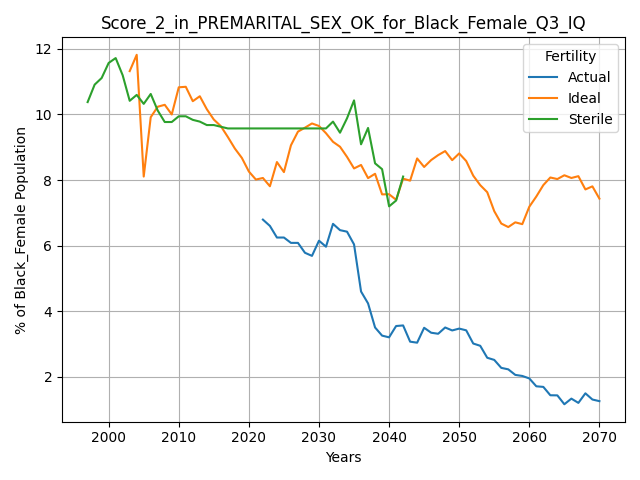 Score_2_in_PREMARITAL_SEX_OK_for_Black_Female_Q3_IQ
Fertility
Actual
Ideal
Sterile
% of Black_Female Population
12
10
8
6
4
2
2000 2010 2020 2030 2040 2050 2060 2070
Years